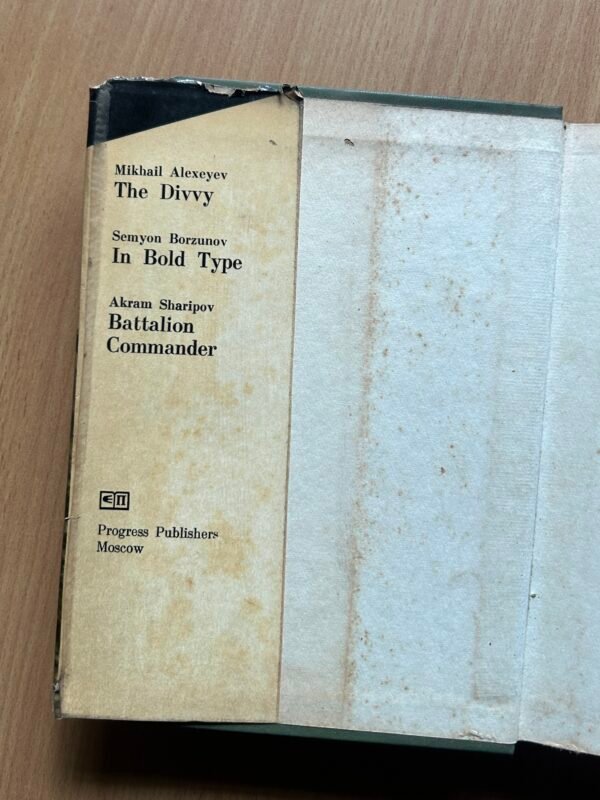 Mikhail Alexeyev
The Divvy
Semyon Borzunov
In Bold Type
Akram Sharipov
Battalion
Commander
Progress Publishers
Moscow